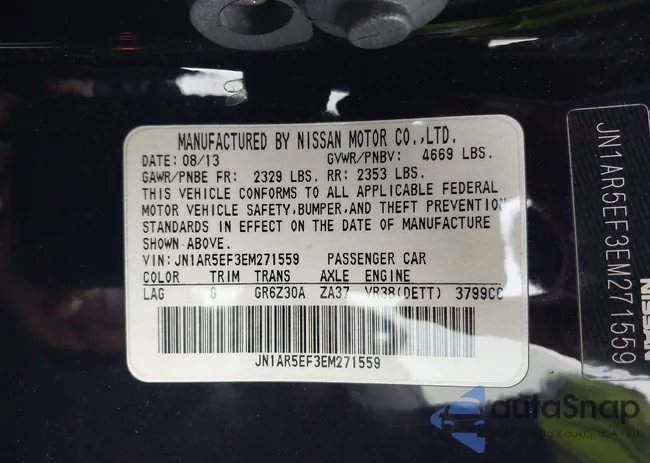 MANUFACTURED BY NISSAN MOTOR CO.,LTD.
DATE: 08/13 GVWR/PNBV: 4669 LBS.
GAWR/PNBE FR: 2329 LBS. RR: 2353 LBS.
THIS VEHICLE CONFORMS TO ALL APPLICABLE FEDERAL
MOTOR VEHICLE SAFETY,BUMPER,AND THEFT PREVENTION
STANDARDS IN EFFECT ON THE DATE OF MANUFACTURE
SHOWN ABOVE.
VIN:JN1AR5EF3EM271559 PASSENGER CAR
COLOR TRIM TRANS AXLE ENGINE
LAG G GR6Z30A ZA37 VR38(DETT) 3799CC
JN1AR5EF3EM271559
JN1AR5EF3EM271559
NISSAN
autoSnap